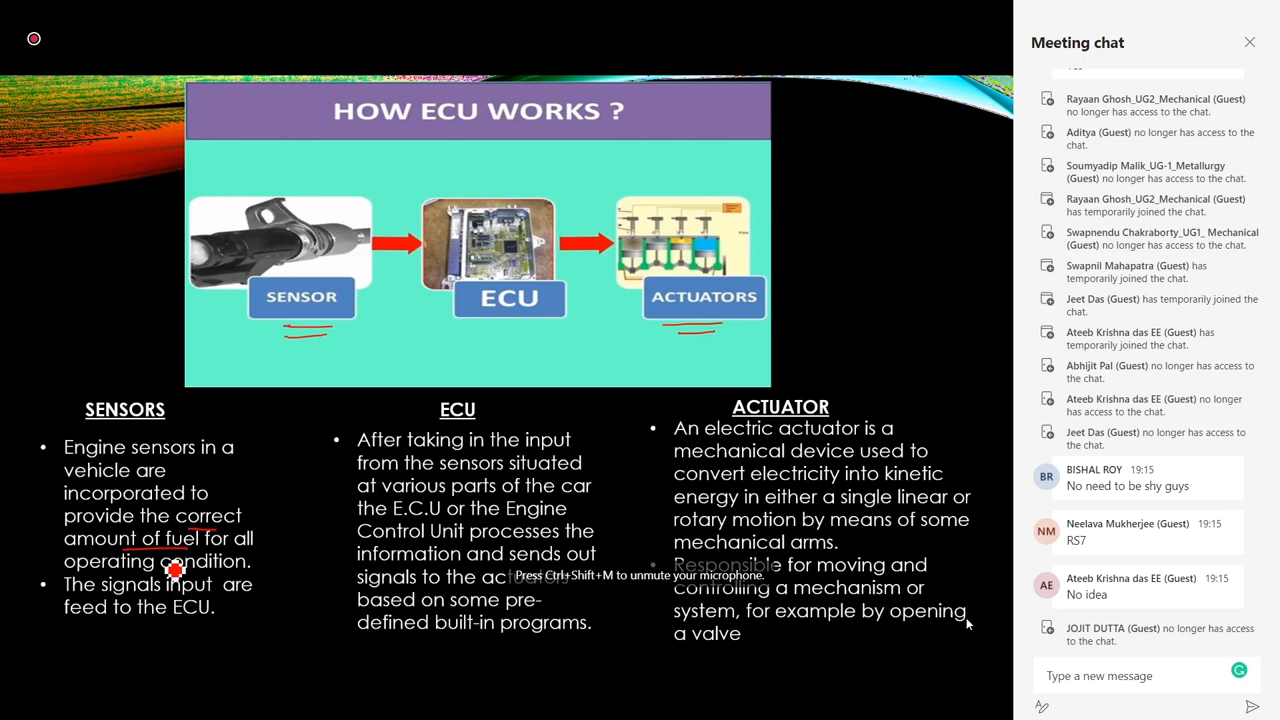 HOW ECU WORKS ?
SENSOR
ECU
ACTUATORS
SENSORS
• Engine sensors in a
vehicle are
incorporated to
provide the correct
amount of fuel for all
operating condition.
• The signals input are
feed to the ECU.
ECU
• After taking in the input
from the sensors situated
at various parts of the car
the E.C.U or the Engine
Control Unit processes the
information and sends out
signals to the actuators
based on some pre-
defined built-in programs.
ACTUATOR
• An electric actuator is a
mechanical device used to
convert electricity into kinetic
energy in either a single linear or
rotary motion by means of some
mechanical arms.
• Responsible for moving and
controlling a mechanism or
system, for example by opening
a valve
Press Ctrl+Shift+M to unmute your microphone.
Meeting chat
Rayaan Ghosh_UG2_Mechanical (Guest)
no longer has access to the chat.
Aditya (Guest) no longer has access to the
chat.
Soumyadip Malik_UG-1_Metallurgy
(Guest) no longer has access to the chat.
Rayaan Ghosh_UG2_Mechanical (Guest)
has temporarily joined the chat.
Swapnendu Chakraborty_UG1_ Mechanical
(Guest) no longer has access to the chat.
Swapnil Mahapatra (Guest) has
temporarily joined the chat.
Jeet Das (Guest) has temporarily joined the
chat.
Ateeb Krishna das EE (Guest) has
temporarily joined the chat.
Abhijit Pal (Guest) no longer has access to
the chat.
Ateeb Krishna das EE (Guest) no longer
has access to the chat.
Jeet Das (Guest) no longer has access to
the chat.
BR BISHAL ROY 19:15
No need to be shy guys
NM Neelava Mukherjee (Guest) 19:15
RS7
AE Ateeb Krishna das EE (Guest) 19:15
No idea
JOJIT DUTTA (Guest) no longer has access
to the chat.
Type a new message